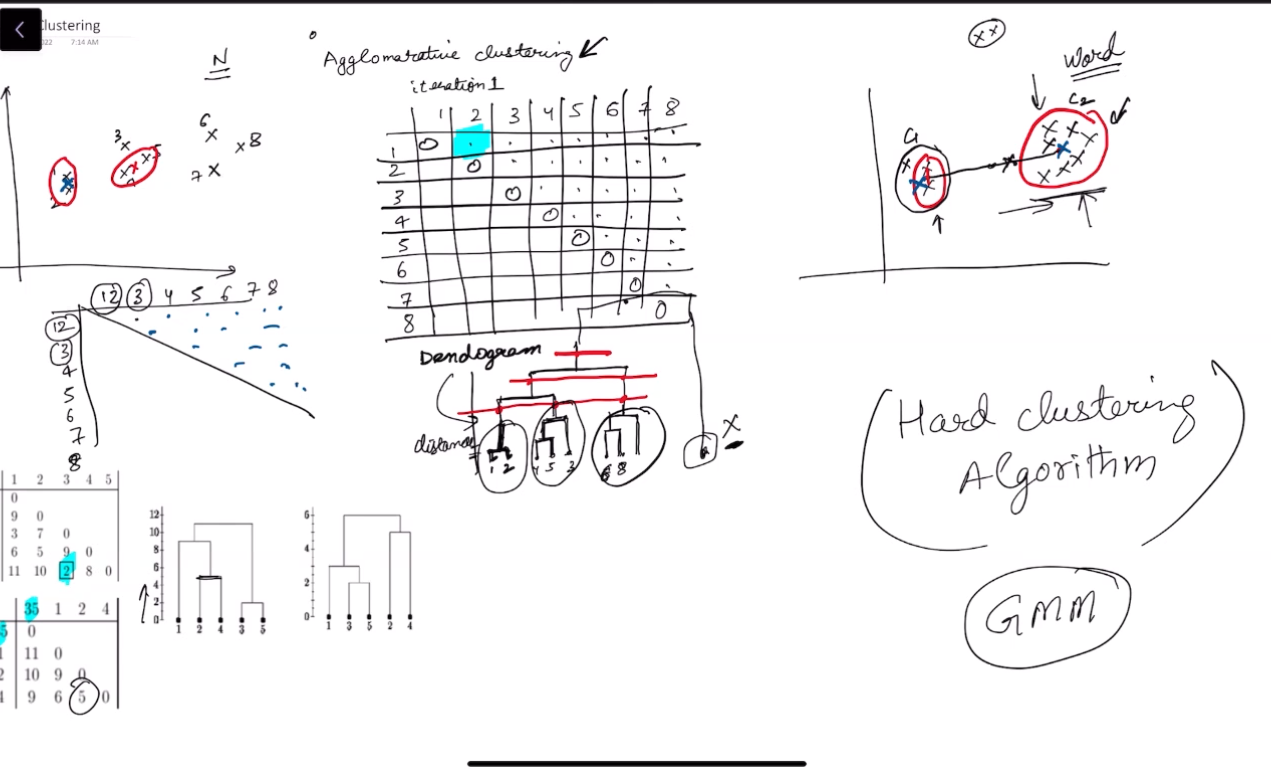 Clustering
2022 7:14 AM
N
3
5
6
8
7
Agglomarative clustering
iteration 1
1 2 3 4 5 6 7 8
1 0
2 0
3 0
4 0
5 0
6 0
7 0
8 0
12 3 4 5 6 7 8
12
3
4
5
6
7
8
Dendogram
distance
1 2 4 5 3 6 8
X
1 2 3 4 5
0
9 0
3 7 0
6 5 9 0
11 10 2 8 0
35 1 2 4
5 0
1 11 0
2 10 9 0
4 9 6 5 0
12
10
8
6
4
2
0
1 2 4 3 5
6
4
2
0
1 3 5 2 4
xx
Word
C1
C2
Hard clustering
Algorithm
GMM